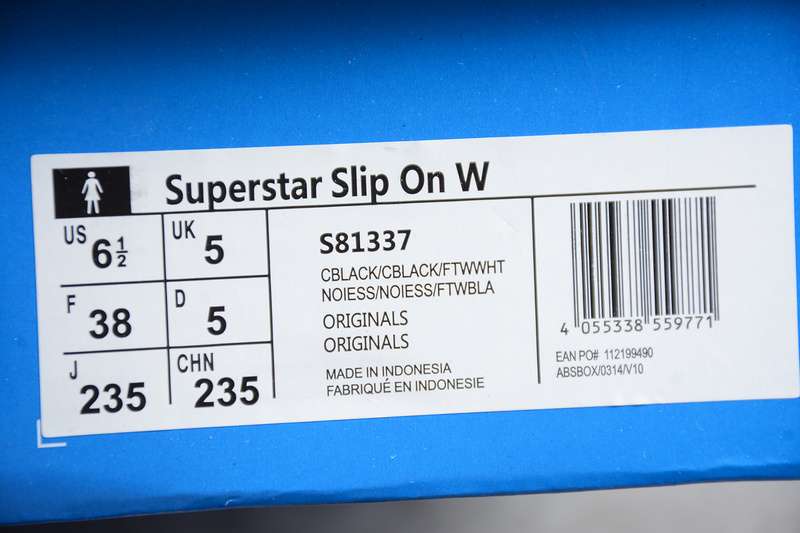 Superstar Slip On W
US 6½
UK 5
F 38
D 5
J 235
CHN 235
S81337
CBLACK/CBLACK/FTWWHT
NOIESS/NOIESS/FTWBLA
ORIGINALS
ORIGINALS
MADE IN INDONESIA
FABRIQUÉ EN INDONESIE
4 055338 559771
EAN PO# 112199490
ABSBOX/0314/V10